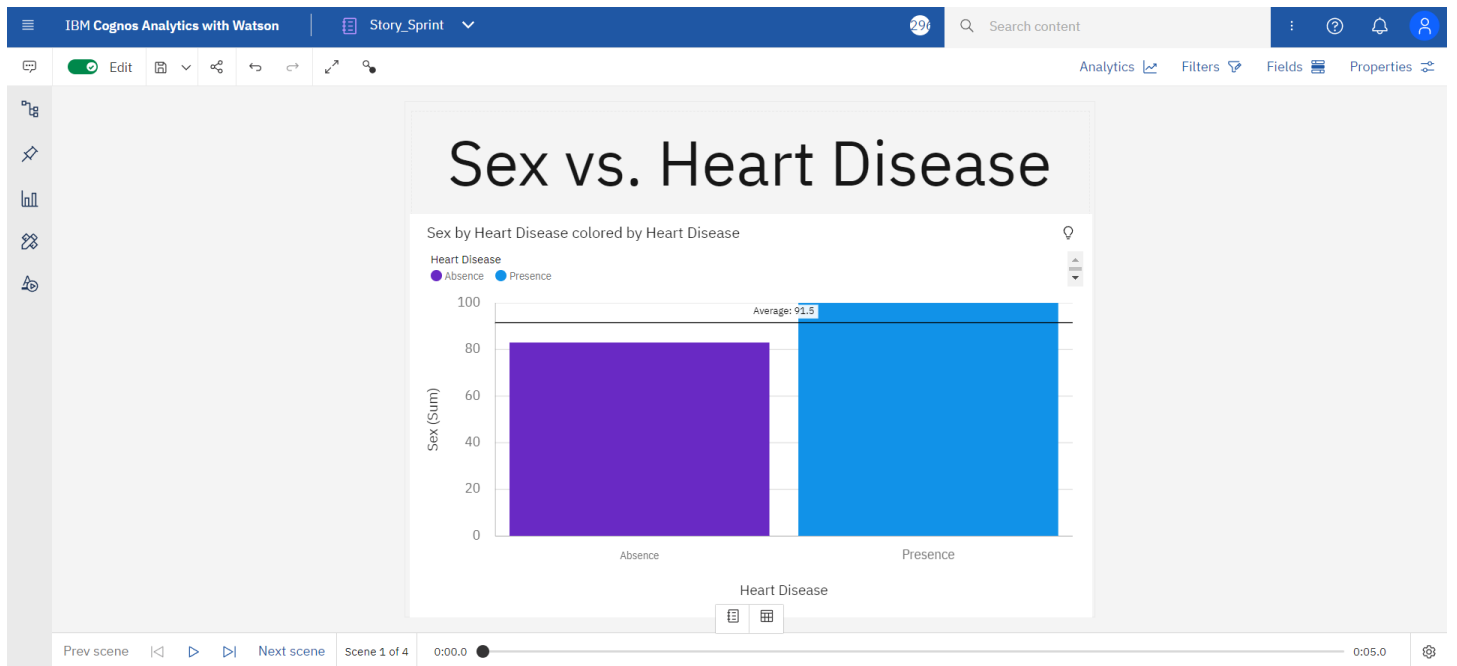 IBM Cognos Analytics with Watson
Story_Sprint
296
Search content
Edit
Analytics
Filters
Fields
Properties
Sex vs. Heart Disease
Sex by Heart Disease colored by Heart Disease
Heart Disease
Absence Presence
100
Average: 91.5
80
60
40
20
0
Sex (Sum)
Absence Presence
Heart Disease
Prev scene
Next scene
Scene 1 of 4
0:00.0
0:05.0